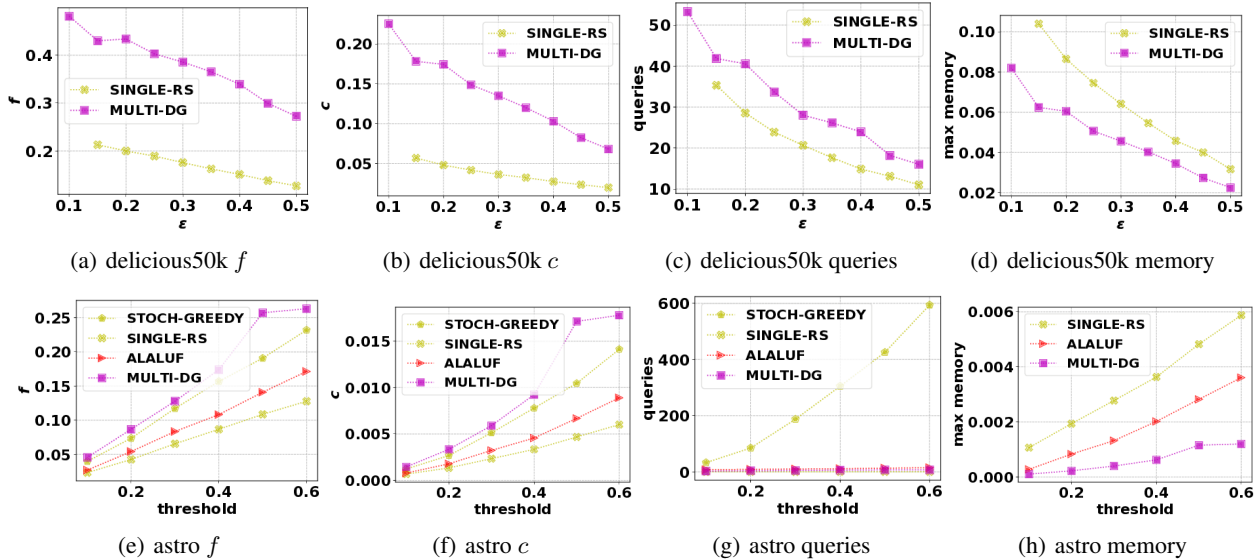 f
0.4
0.3
0.2
SINGLE-RS
MULTI-DG
0.1 0.2 0.3 0.4 0.5
ε
(a) delicious50k f
c
0.20
0.15
0.10
0.05
SINGLE-RS
MULTI-DG
0.1 0.2 0.3 0.4 0.5
ε
(b) delicious50k c
queries
50
40
30
20
10
SINGLE-RS
MULTI-DG
0.1 0.2 0.3 0.4 0.5
ε
(c) delicious50k queries
max memory
0.10
0.08
0.06
0.04
0.02
SINGLE-RS
MULTI-DG
0.1 0.2 0.3 0.4 0.5
ε
(d) delicious50k memory
f
0.25
0.20
0.15
0.10
0.05
STOCH-GREEDY
SINGLE-RS
ALALUF
MULTI-DG
0.2 0.4 0.6
threshold
(e) astro f
c
0.015
0.010
0.005
0.000
STOCH-GREEDY
SINGLE-RS
ALALUF
MULTI-DG
0.2 0.4 0.6
threshold
(f) astro c
queries
600
400
200
0
STOCH-GREEDY
SINGLE-RS
ALALUF
MULTI-DG
0.2 0.4 0.6
threshold
(g) astro queries
max memory
0.006
0.004
0.002
0.000
SINGLE-RS
ALALUF
MULTI-DG
0.2 0.4 0.6
threshold
(h) astro memory